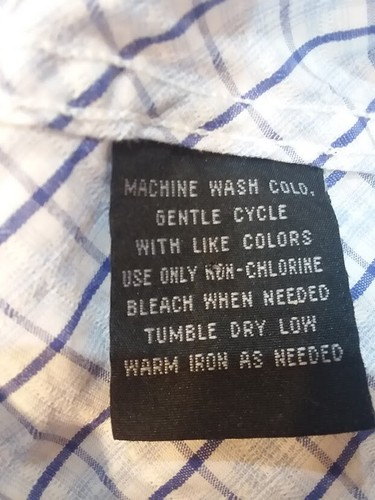 MACHINE WASH COLD,
GENTLE CYCLE
WITH LIKE COLORS
USE ONLY NON-CHLORINE
BLEACH WHEN NEEDED
TUMBLE DRY LOW
WARM IRON AS NEEDED